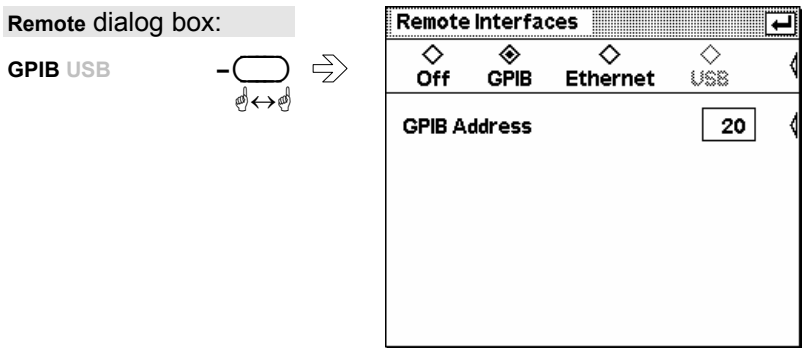 Remote dialog box:
GPIB USB
Remote Interfaces
Off GPIB Ethernet USB
GPIB Address 20